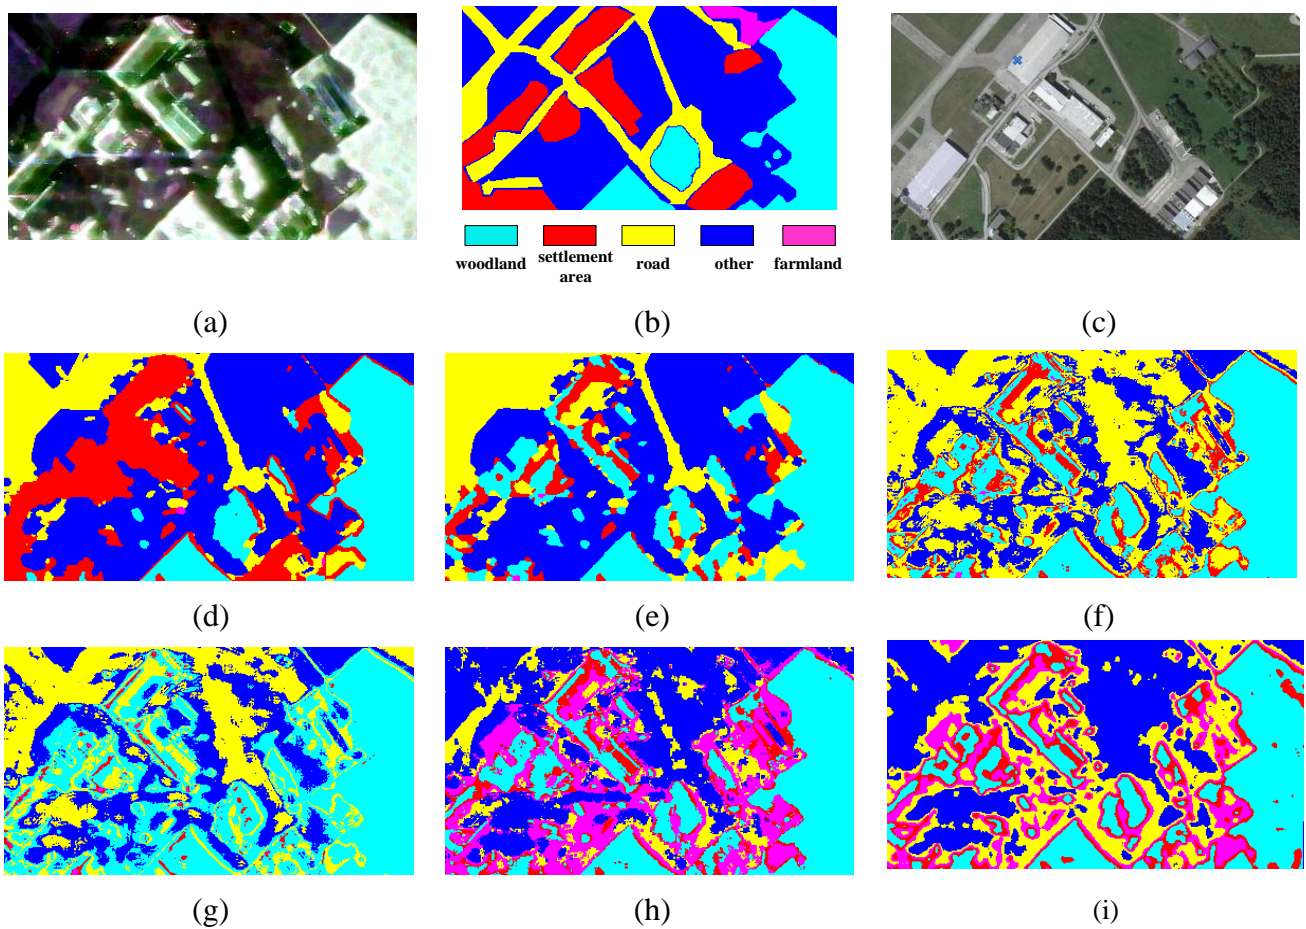 woodland settlement area road other farmland
(a) (b) (c)
(d) (e) (f)
(g) (h) (i)